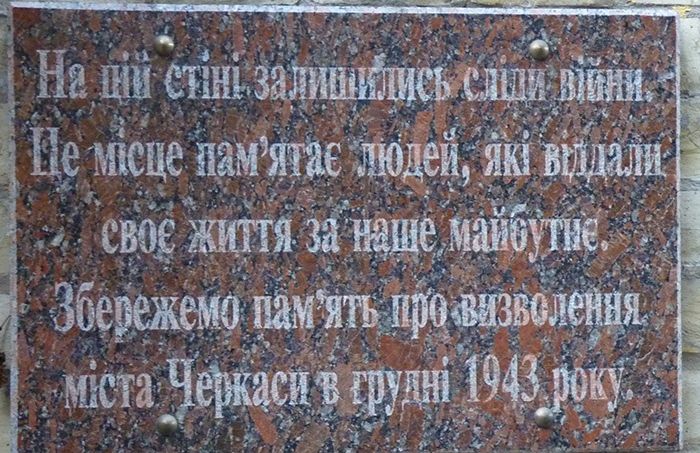 На цій стіні залишились сліди війни.
Це місце пам'ятає людей, які віддали
своє життя за наше майбутнє.
Збережемо пам'ять про визволення
міста Черкаси в грудні 1943 року.